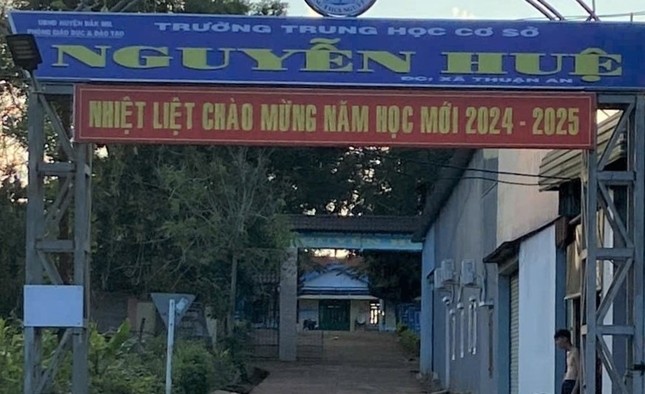 UBND HUYỆN ĐĂK MIL
PHÒNG GIÁO DỤC & ĐÀO TẠO
TRƯỜNG TRUNG HỌC CƠ SỞ
NGUYỄN HUỆ
ĐC: XÃ THUẬN AN
NHIỆT LIỆT CHÀO MỪNG NĂM HỌC MỚI 2024 - 2025